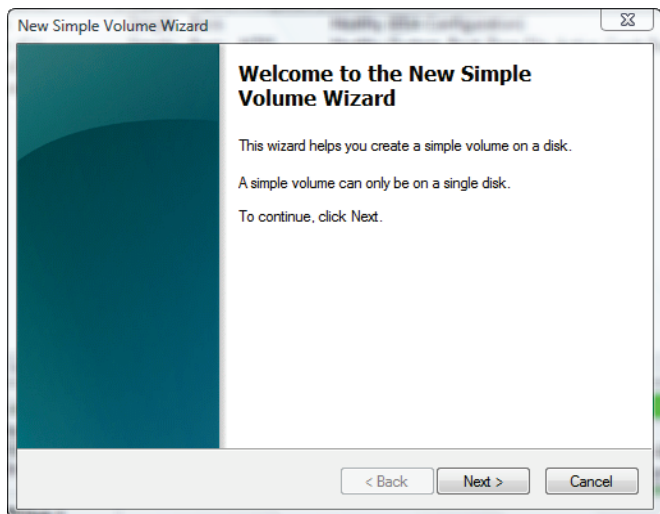 New Simple Volume Wizard
Welcome to the New Simple
Volume Wizard
This wizard helps you create a simple volume on a disk.
A simple volume can only be on a single disk.
To continue, click Next.
< Back Next > Cancel